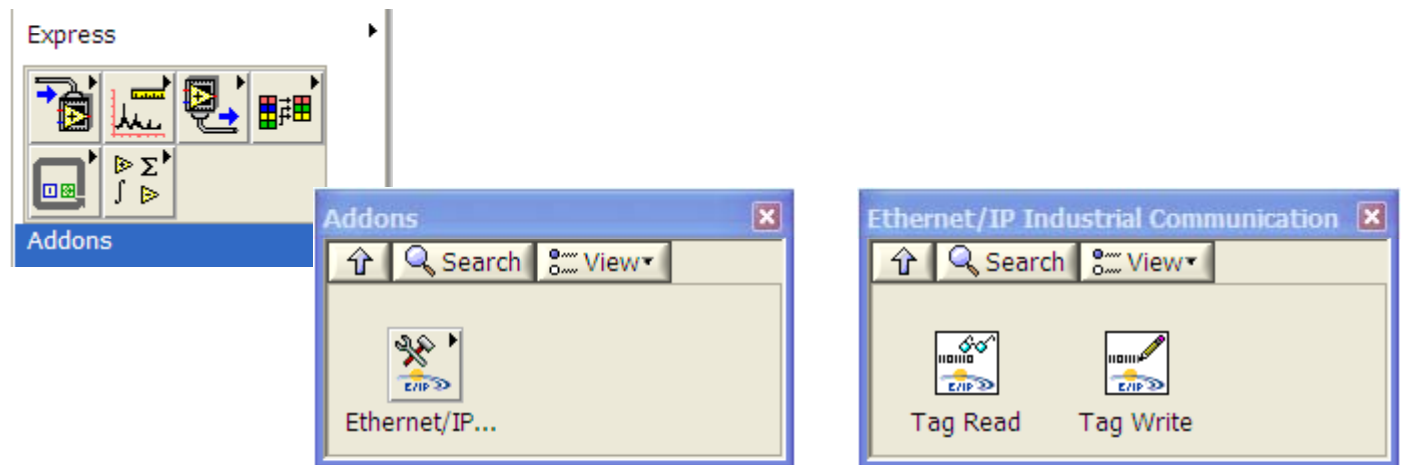 Express
Addons
Addons
Search View
E/IP
Ethernet/IP...
Ethernet/IP Industrial Communication
Search View
E/IP E/IP
Tag Read Tag Write